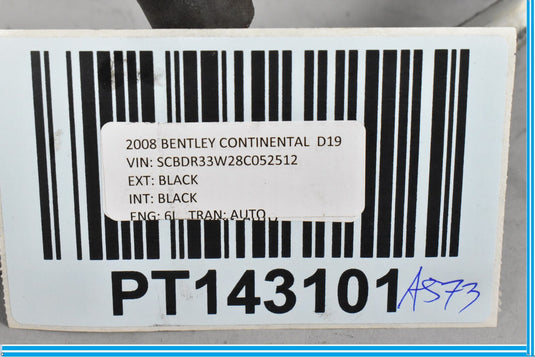 2008 BENTLEY CONTINENTAL D19
VIN: SCBDR33W28C052512
EXT: BLACK
INT: BLACK
ENG: 6L TRAN: AUTO
PT143101
A573